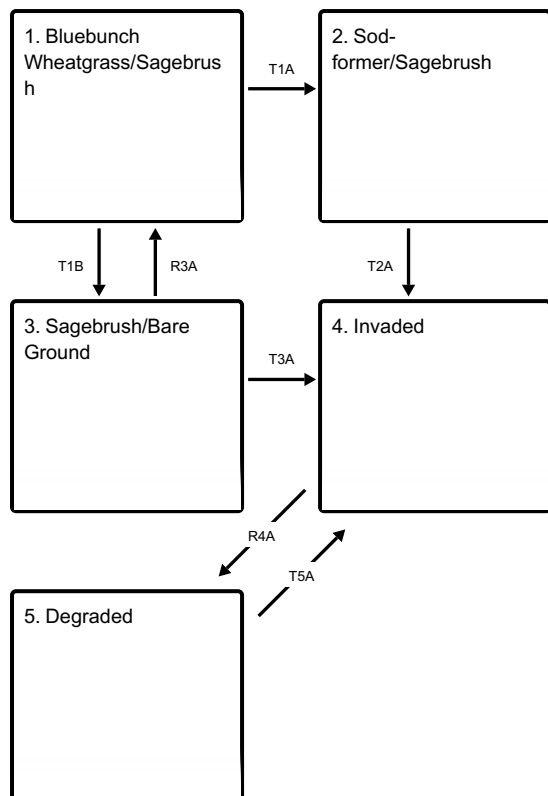 1. Bluebunch
Wheatgrass/Sagebrus
h
T1A
2. Sod-
former/Sagebrush
T1B
R3A
T2A
3. Sagebrush/Bare
Ground
T3A
4. Invaded
R4A
T5A
5. Degraded